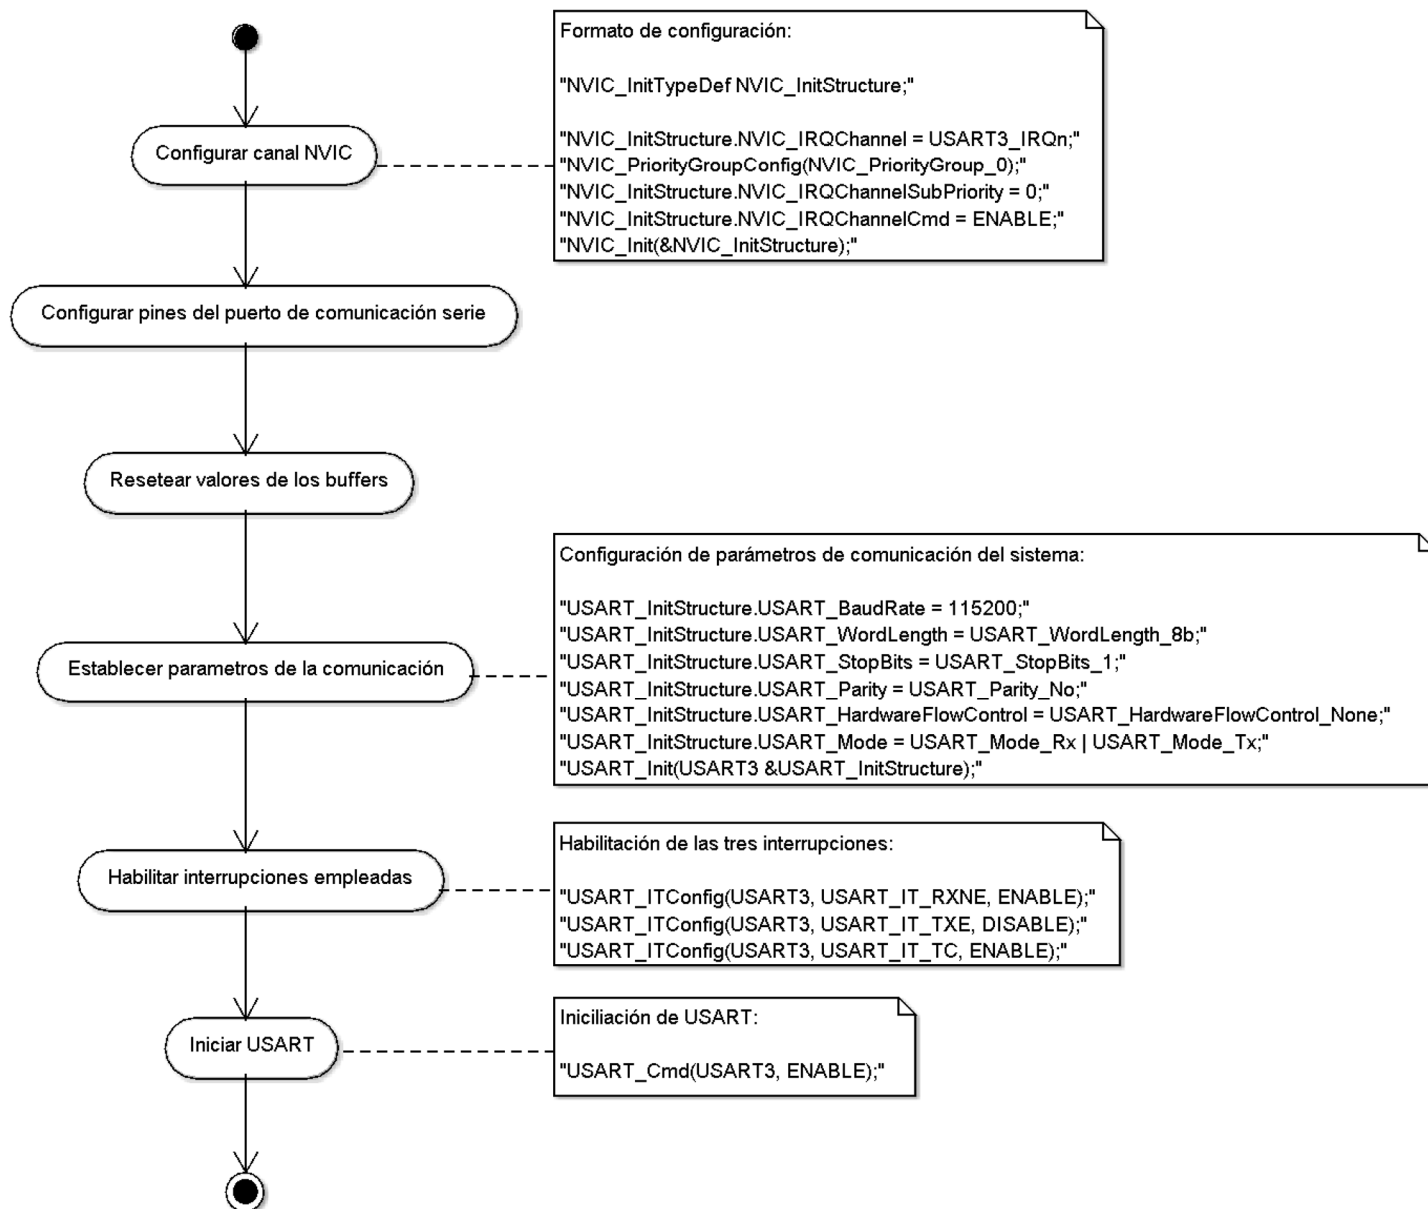 Formato de configuración:
"NVIC_InitTypeDef NVIC_InitStructure;"
"NVIC_InitStructure.NVIC_IRQChannel = USART3_IRQn;"
"NVIC_PriorityGroupConfig(NVIC_PriorityGroup_0);"
"NVIC_InitStructure.NVIC_IRQChannelSubPriority = 0;"
"NVIC_InitStructure.NVIC_IRQChannelCmd = ENABLE;"
"NVIC_Init(&NVIC_InitStructure);"
Configurar canal NVIC
Configurar pines del puerto de comunicación serie
Resetear valores de los buffers
Establecer parametros de la comunicación
Configuración de parámetros de comunicación del sistema:
"USART_InitStructure.USART_BaudRate = 115200;"
"USART_InitStructure.USART_WordLength = USART_WordLength_8b;"
"USART_InitStructure.USART_StopBits = USART_StopBits_1;"
"USART_InitStructure.USART_Parity = USART_Parity_No;"
"USART_InitStructure.USART_HardwareFlowControl = USART_HardwareFlowControl_None;"
"USART_InitStructure.USART_Mode = USART_Mode_Rx | USART_Mode_Tx;"
"USART_Init(USART3 &USART_InitStructure);"
Habilitar interrupciones empleadas
Habilitación de las tres interrupciones:
"USART_ITConfig(USART3, USART_IT_RXNE, ENABLE);"
"USART_ITConfig(USART3, USART_IT_TXE, DISABLE);"
"USART_ITConfig(USART3, USART_IT_TC, ENABLE);"
Iniciar USART
Iniciliación de USART:
"USART_Cmd(USART3, ENABLE);"